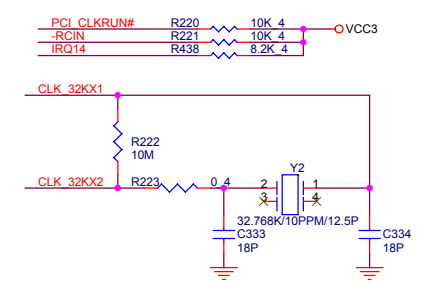 PCI_CLKRUN# R220 10K_4 VCC3
-RCIN R221 10K_4
IRQ14 R438 8.2K_4
CLK_32KX1
R222
10M
Y2
CLK_32KX2 R223 0_4 2 1
3 4
32.768K/10PPM/12.5P
C333 C334
18P 18P